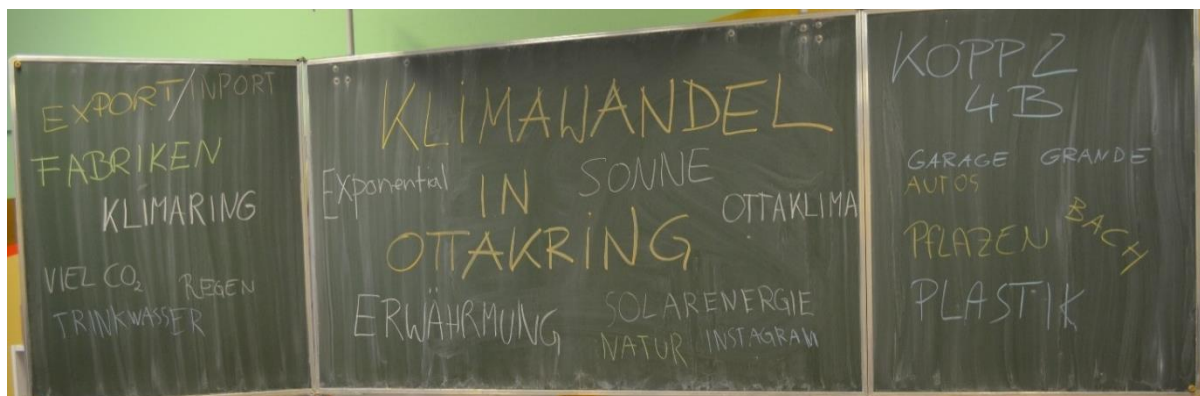 EXPORT/INPORT
FABRIKEN
KLIMARING
VIEL CO₂ REGEN
TRINKWASSER
KLIMAWANDEL
Exponential IN SONNE
OTTAKLIMA
OTTAKRING
ERWÄHRMUNG SOLARENERGIE
NATUR INSTAGRAM
KOPP 2
4B
GARAGE GRANDE
AUTOS
BACH
PFLAZEN
PLASTIK